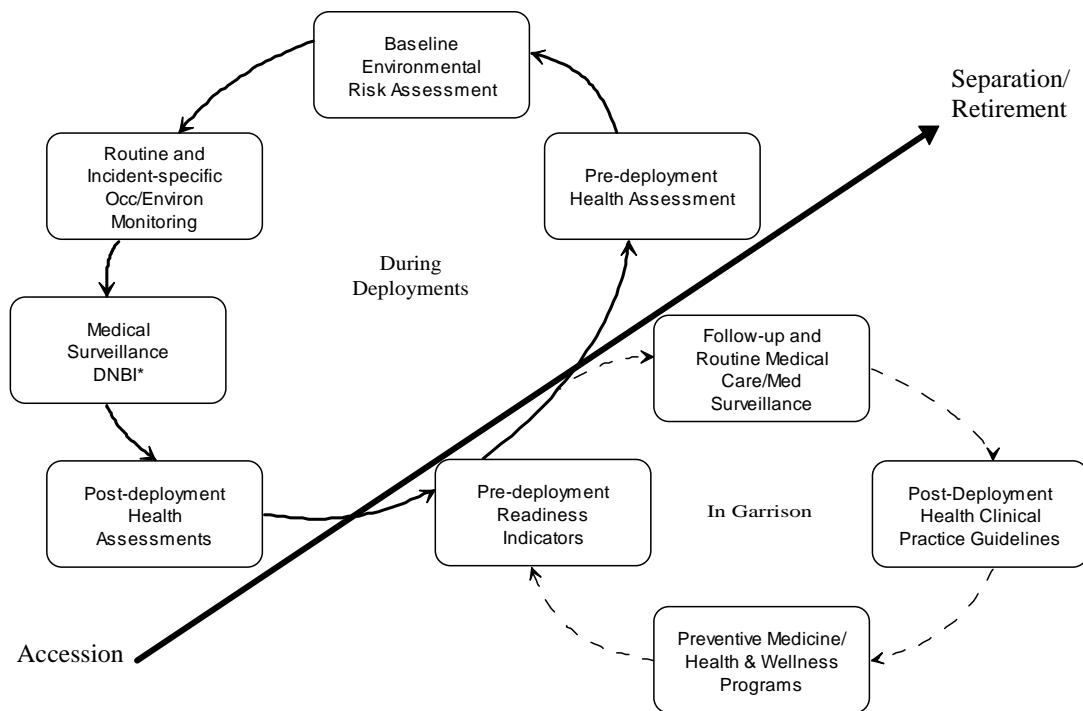 Baseline
Environmental
Risk Assessment
Separation/
Retirement
Routine and
Incident-specific
Occ/Environ
Monitoring
Pre-deployment
Health Assessment
During
Deployments
Medical
Surveillance
DNBI*
Follow-up and
Routine Medical
Care/Med
Surveillance
Post-deployment
Health
Assessments
Pre-deployment
Readiness
Indicators
In Garrison
Post-Deployment
Health Clinical
Practice Guidelines
Accession
Preventive Medicine/
Health & Wellness
Programs